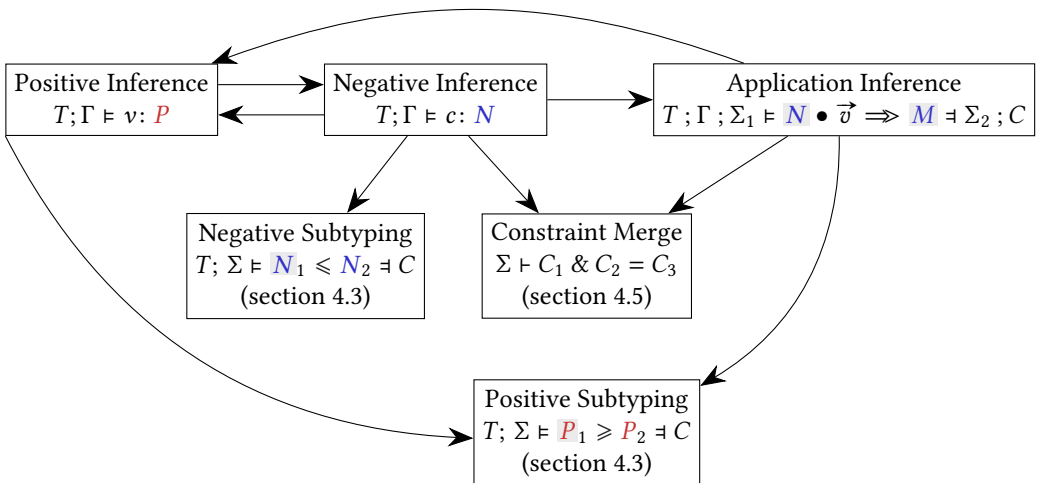 Positive Inference
T; Γ ⊨ v: P
Negative Inference
T; Γ ⊨ c: N
Application Inference
T ; Γ ; Σ₁ ⊨ N ● v⃗ ⇒> M ⫤ Σ₂ ; C
Negative Subtyping
T; Σ ⊨ N₁ ⩽ N₂ ⫤ C
(section 4.3)
Constraint Merge
Σ ⊢ C₁ & C₂ = C₃
(section 4.5)
Positive Subtyping
T; Σ ⊨ P₁ ⩾ P₂ ⫤ C
(section 4.3)